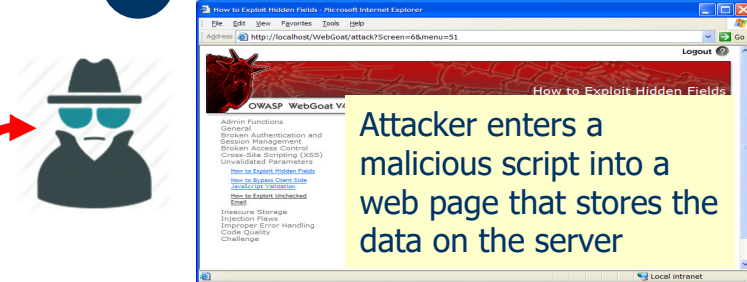 How to Exploit Hidden Fields - Microsoft Internet Explorer
File Edit View Favorites Tools Help
Address http://localhost/WebGoat/attack?Screen=6&menu=51 Go
Logout ?
How to Exploit Hidden Fields
OWASP WebGoat V4
Admin Functions
General
Broken Authentication and
Session Management
Broken Access Control
Cross-Site Scripting (XSS)
Unvalidated Parameters
How to Exploit Hidden Fields
How to Bypass Client Side
JavaScript Validation
How to Exploit Unchecked
Email
Insecure Storage
Injection Flaws
Improper Error Handling
Code Quality
Challenge
Attacker enters a
malicious script into a
web page that stores the
data on the server
Local intranet